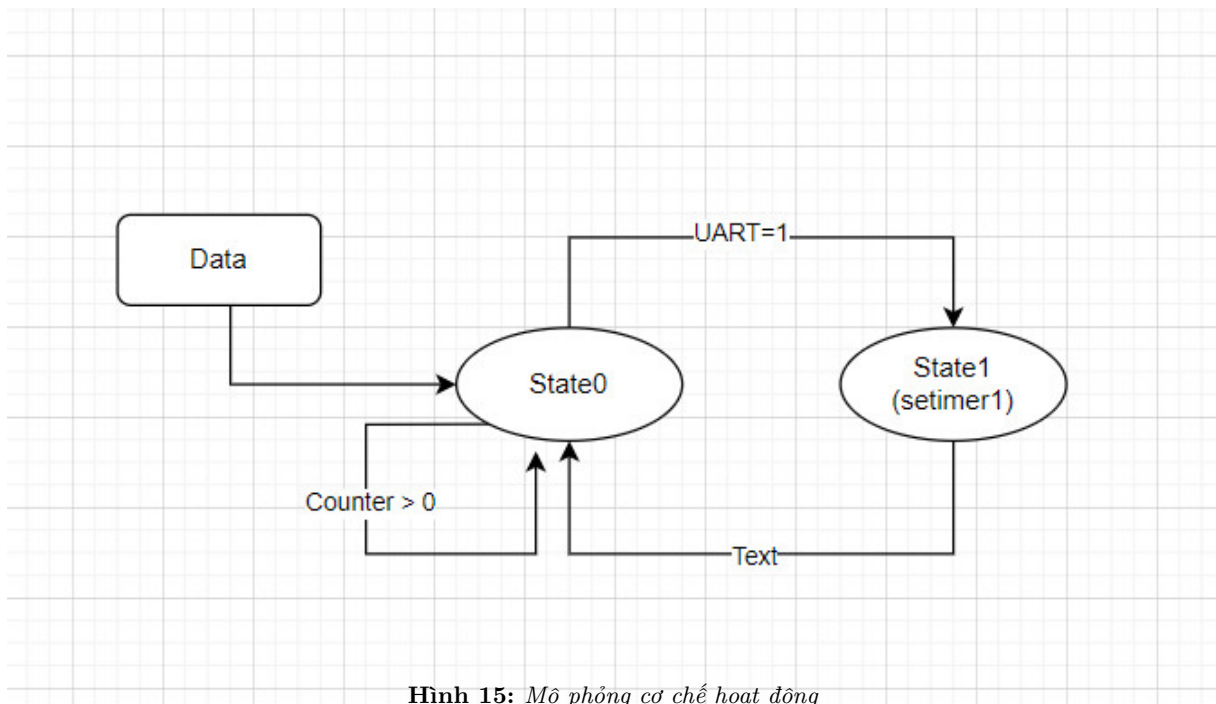 Data
UART=1
State0
State1
(setimer1)
Counter > 0
Text
Hình 15: Mô phỏng cơ chế hoạt động